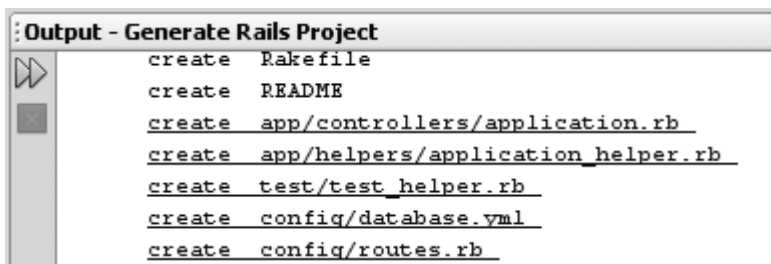 Output - Generate Rails Project
create Rakefile
create README
create app/controllers/application.rb
create app/helpers/application_helper.rb
create test/test_helper.rb
create config/database.yml
create config/routes.rb